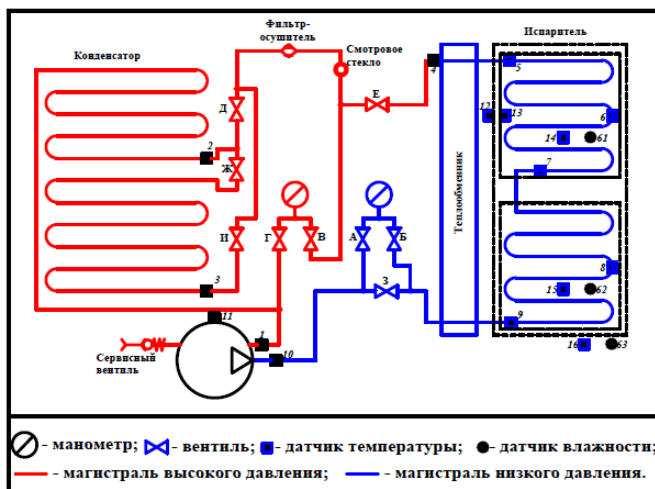 Фильтр-
осушитель
Конденсатор
Смотровое
стекло
Испаритель
Теплообменник
Сервисный
вентиль
Д
Е
Ж
И
Г
В
А
Б
З
1
2
3
4
5
6
7
8
9
10
11
12
13
14
15
16
61
62
63
- манометр; - вентиль; - датчик температуры; - датчик влажности;
- магистраль высокого давления; - магистраль низкого давления.